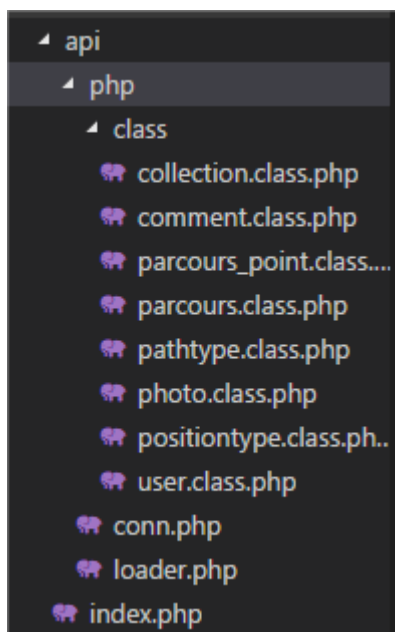 api
php
class
collection.class.php
comment.class.php
parcours_point.class....
parcours.class.php
pathtype.class.php
photo.class.php
positiontype.class.ph..
user.class.php
conn.php
loader.php
index.php